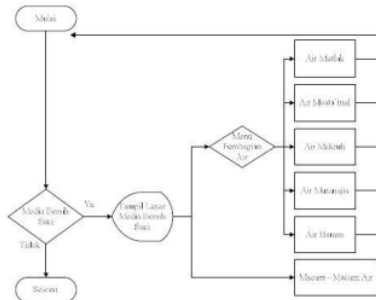 Mulai
Media Bersih
Suci
Ya
Tidak
Selesai
Tampil Layar
Media Bersih
Suci
Menu
Pembagian
Air
Air Mutlak
Air Musta'mal
Air Makruh
Air Mutanajis
Air Haram
Macam - Macam Air